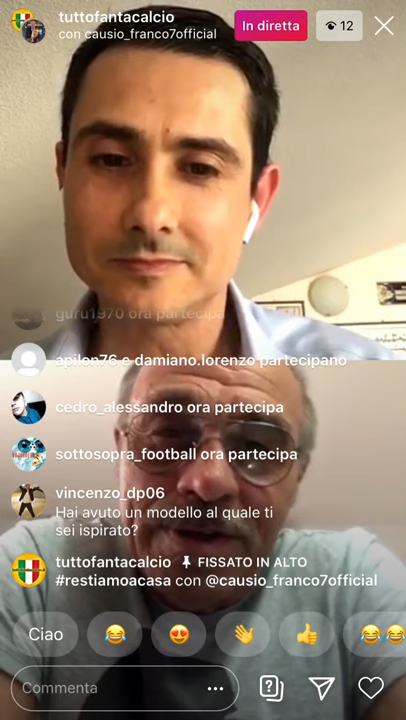 tuttofantacalcio
con causio_franco7official
In diretta
12
guru1970 ora partecipa
apilon76 e damiano.lorenzo partecipano
cedro_alessandro ora partecipa
sottosopra_football ora partecipa
vincenzo_dp06
Hai avuto un modello al quale ti
sei ispirato?
tuttofantacalcio FISSATO IN ALTO
#restiamoacasa con @causio_franco7official
Ciao
Commenta